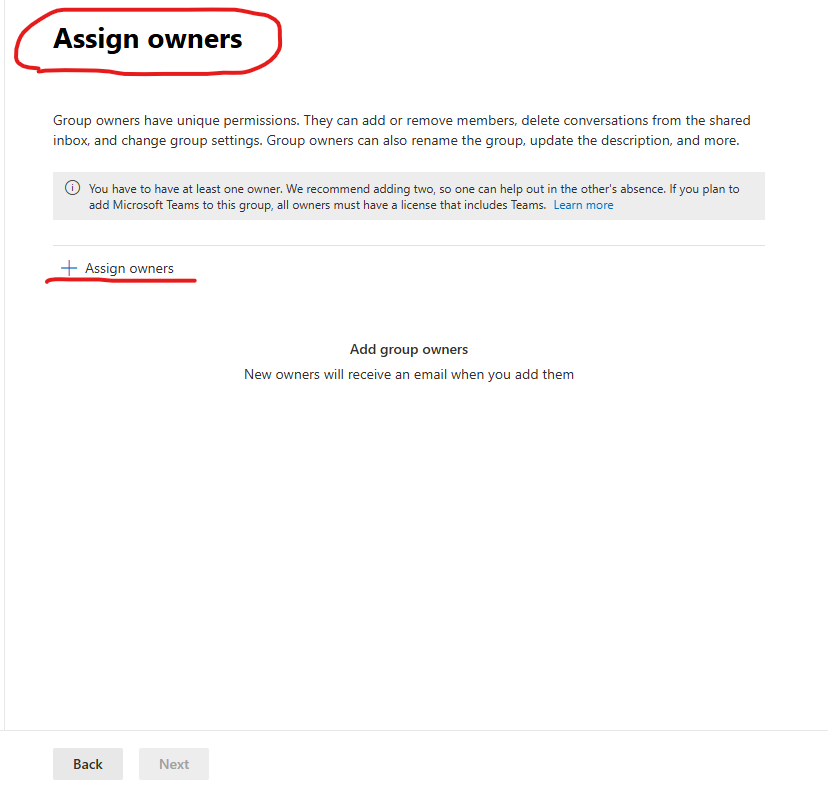 Assign owners
Group owners have unique permissions. They can add or remove members, delete conversations from the shared
inbox, and change group settings. Group owners can also rename the group, update the description, and more.
You have to have at least one owner. We recommend adding two, so one can help out in the other's absence. If you plan to
add Microsoft Teams to this group, all owners must have a license that includes Teams. Learn more
Assign owners
Add group owners
New owners will receive an email when you add them
Back
Next